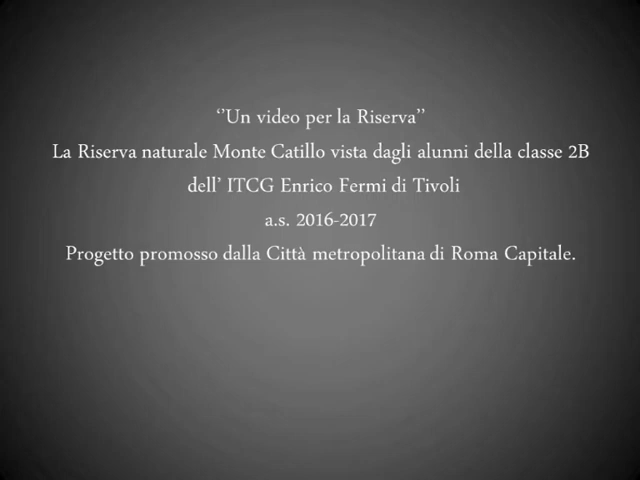 ‘’Un video per la Riserva’’
La Riserva naturale Monte Catillo vista dagli alunni della classe 2B
dell’ ITCG Enrico Fermi di Tivoli
a.s. 2016-2017
Progetto promosso dalla Città metropolitana di Roma Capitale.